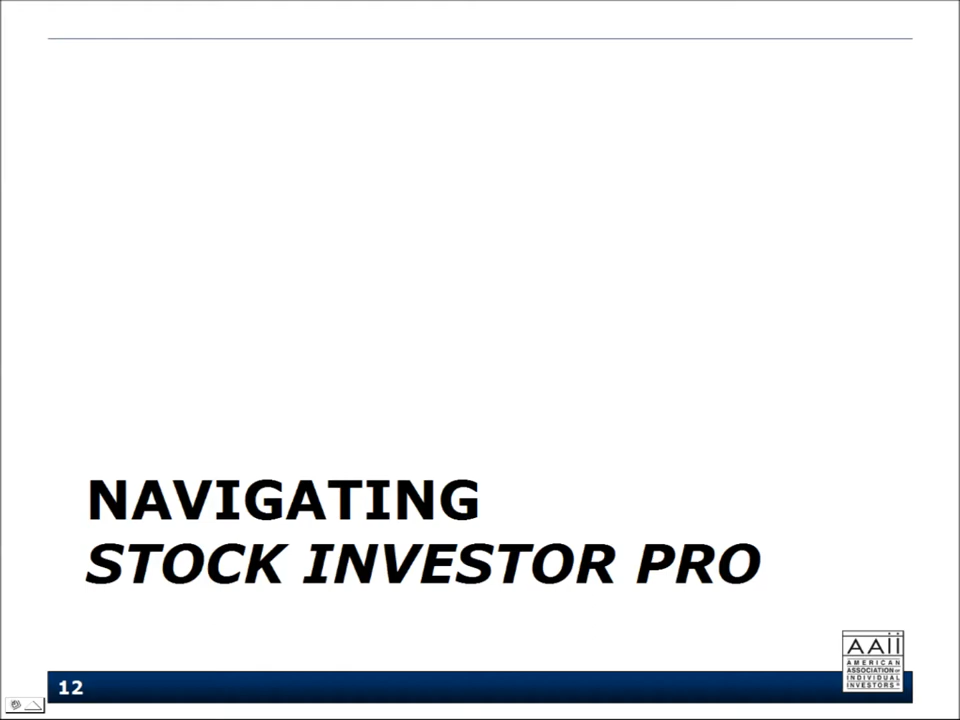 NAVIGATING
STOCK INVESTOR PRO
12
AAII
AMERICAN
ASSOCIATION OF
INDIVIDUAL
INVESTORS®